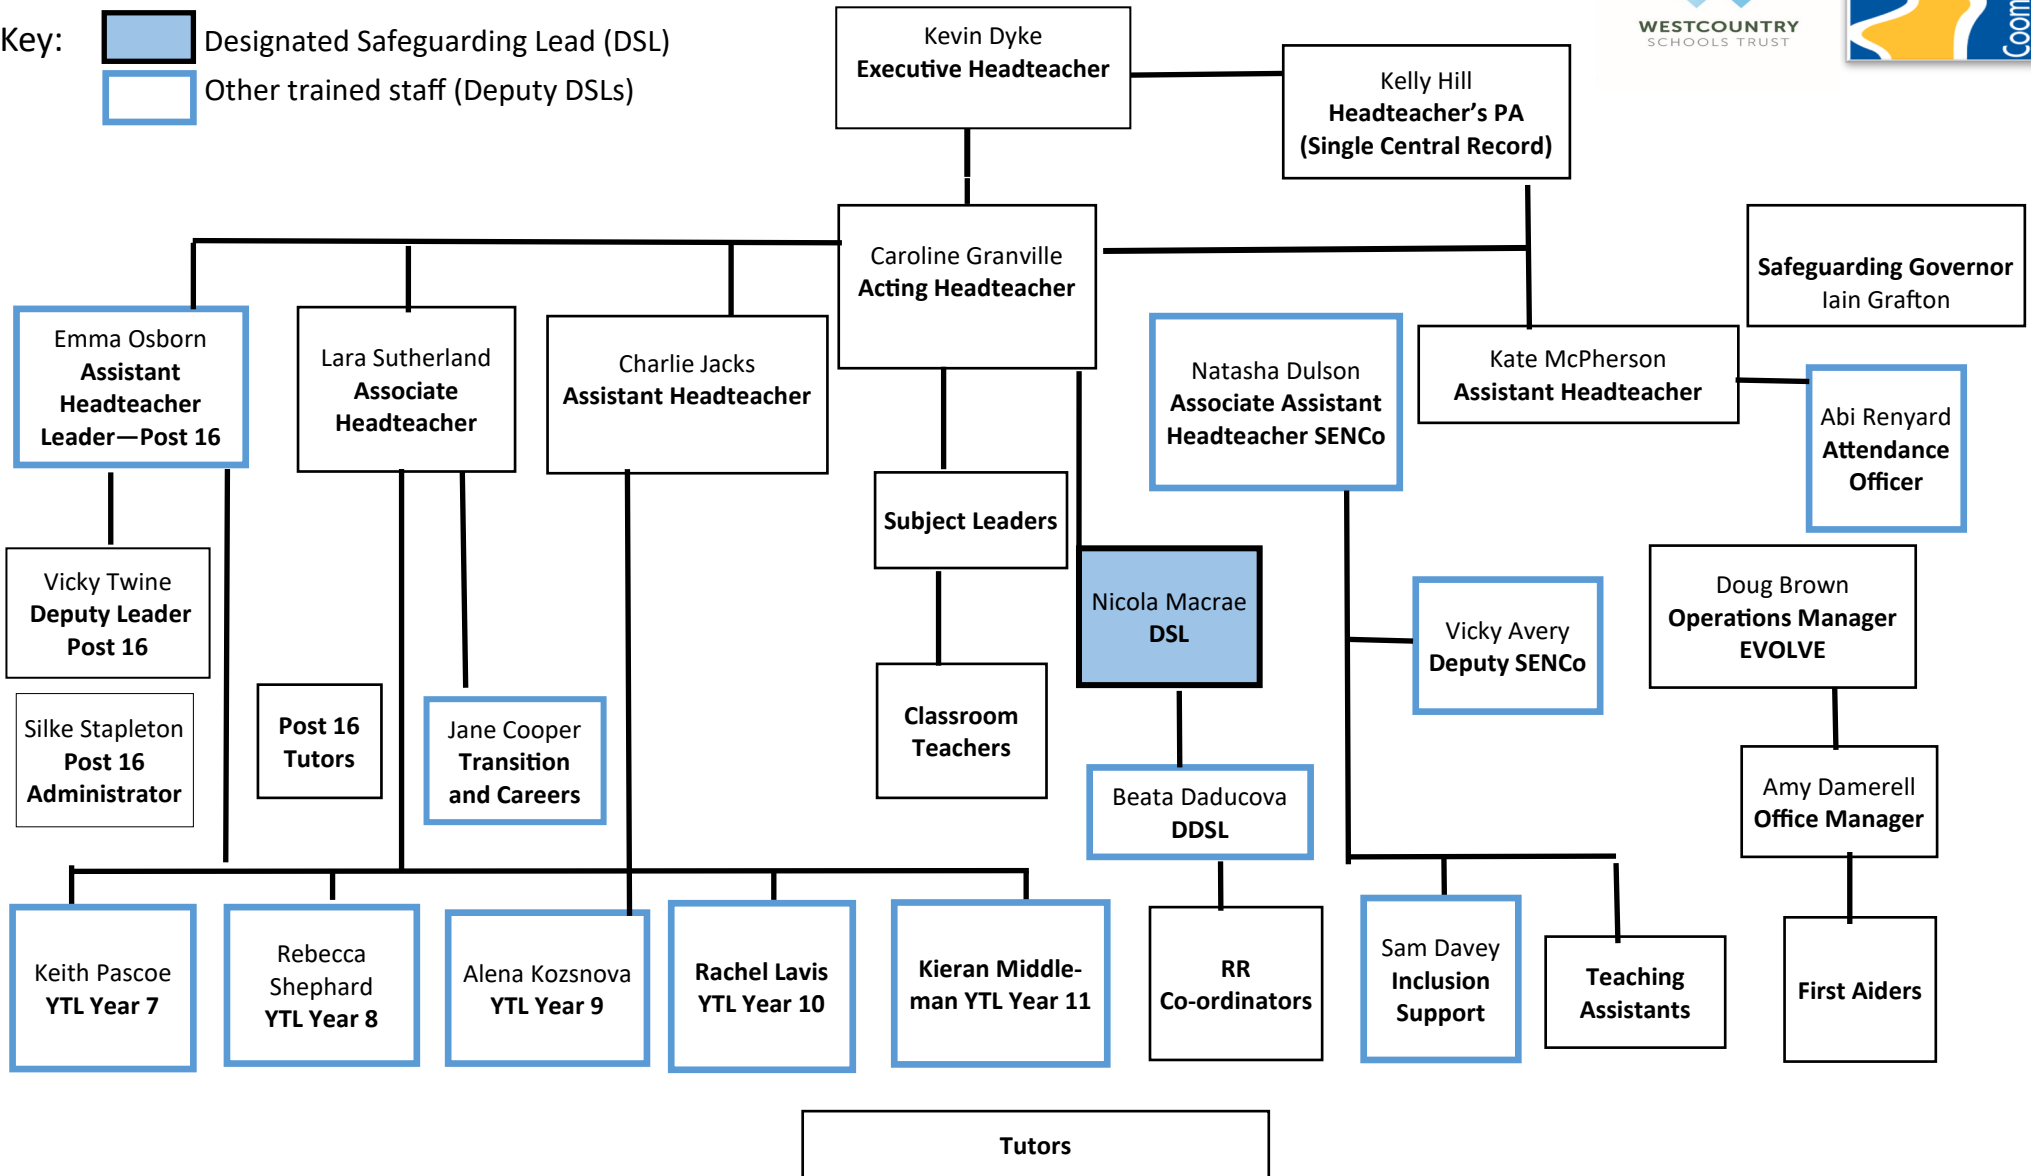 Key:
Designated Safeguarding Lead (DSL)
Other trained staff (Deputy DSLs)
Kevin Dyke
Executive Headteacher
Kelly Hill
Headteacher’s PA
(Single Central Record)
WESTCOUNTRY
SCHOOLS TRUST
Coom
Caroline Granville
Acting Headteacher
Safeguarding Governor
Iain Grafton
Emma Osborn
Assistant
Headteacher
Leader—Post 16
Lara Sutherland
Associate
Headteacher
Charlie Jacks
Assistant Headteacher
Natasha Dulson
Associate Assistant
Headteacher SENCo
Kate McPherson
Assistant Headteacher
Abi Renyard
Attendance
Officer
Subject Leaders
Vicky Twine
Deputy Leader
Post 16
Nicola Macrae
DSL
Vicky Avery
Deputy SENCo
Doug Brown
Operations Manager
EVOLVE
Silke Stapleton
Post 16
Administrator
Post 16
Tutors
Jane Cooper
Transition
and Careers
Classroom
Teachers
Beata Daducova
DDSL
Amy Damerell
Office Manager
Keith Pascoe
YTL Year 7
Rebecca
Shephard
YTL Year 8
Alena Kozsnova
YTL Year 9
Rachel Lavis
YTL Year 10
Kieran Middle-
man YTL Year 11
RR
Co-ordinators
Sam Davey
Inclusion
Support
Teaching
Assistants
First Aiders
Tutors